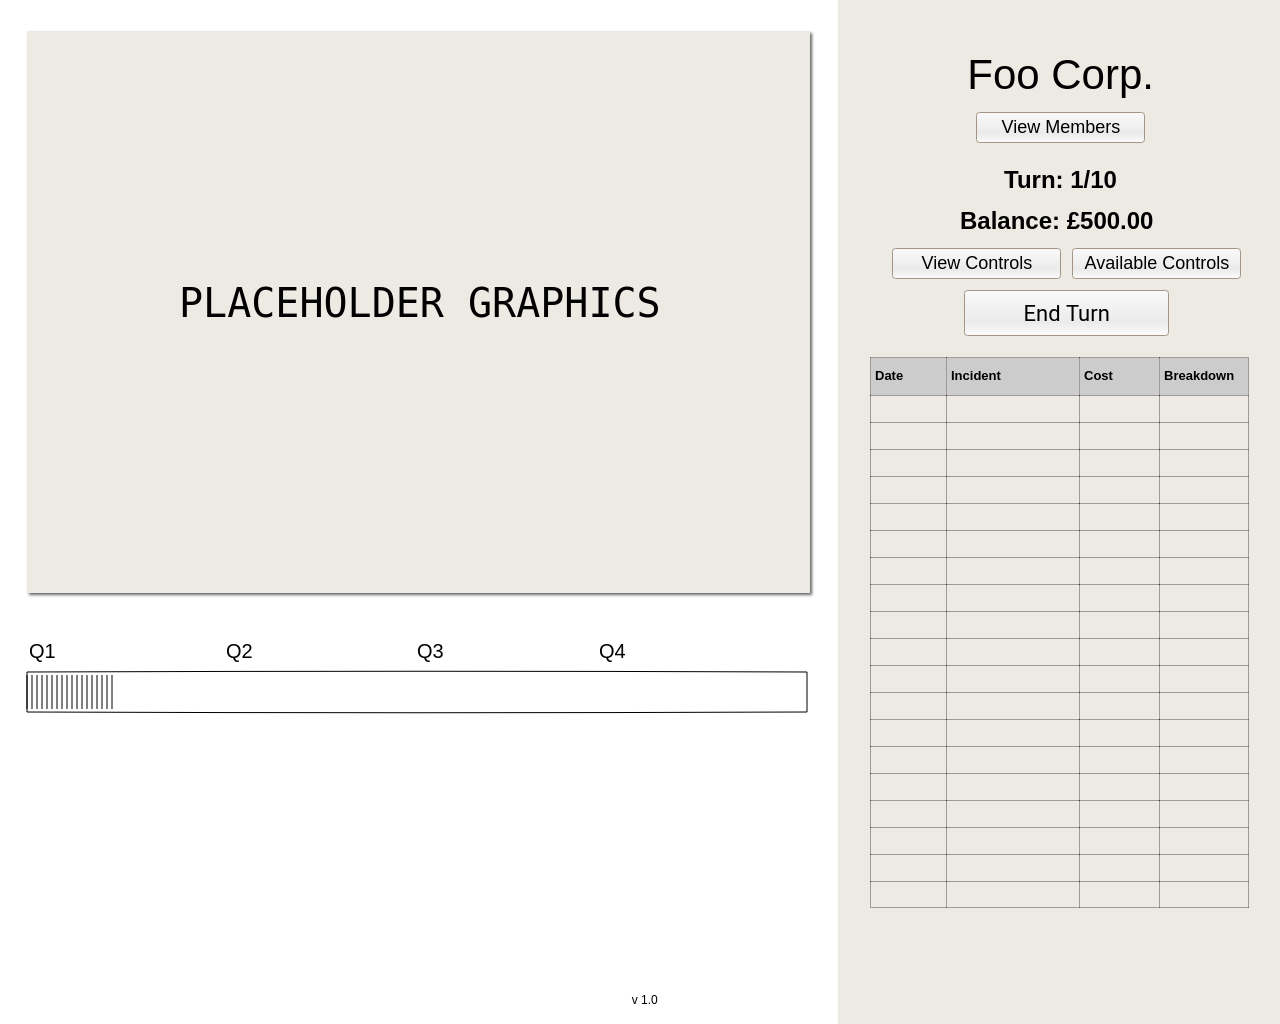 PLACEHOLDER GRAPHICS
Q1 Q2 Q3 Q4
v 1.0
Foo Corp.
View Members
Turn: 1/10
Balance: £500.00
View Controls Available Controls
End Turn
Date Incident Cost Breakdown